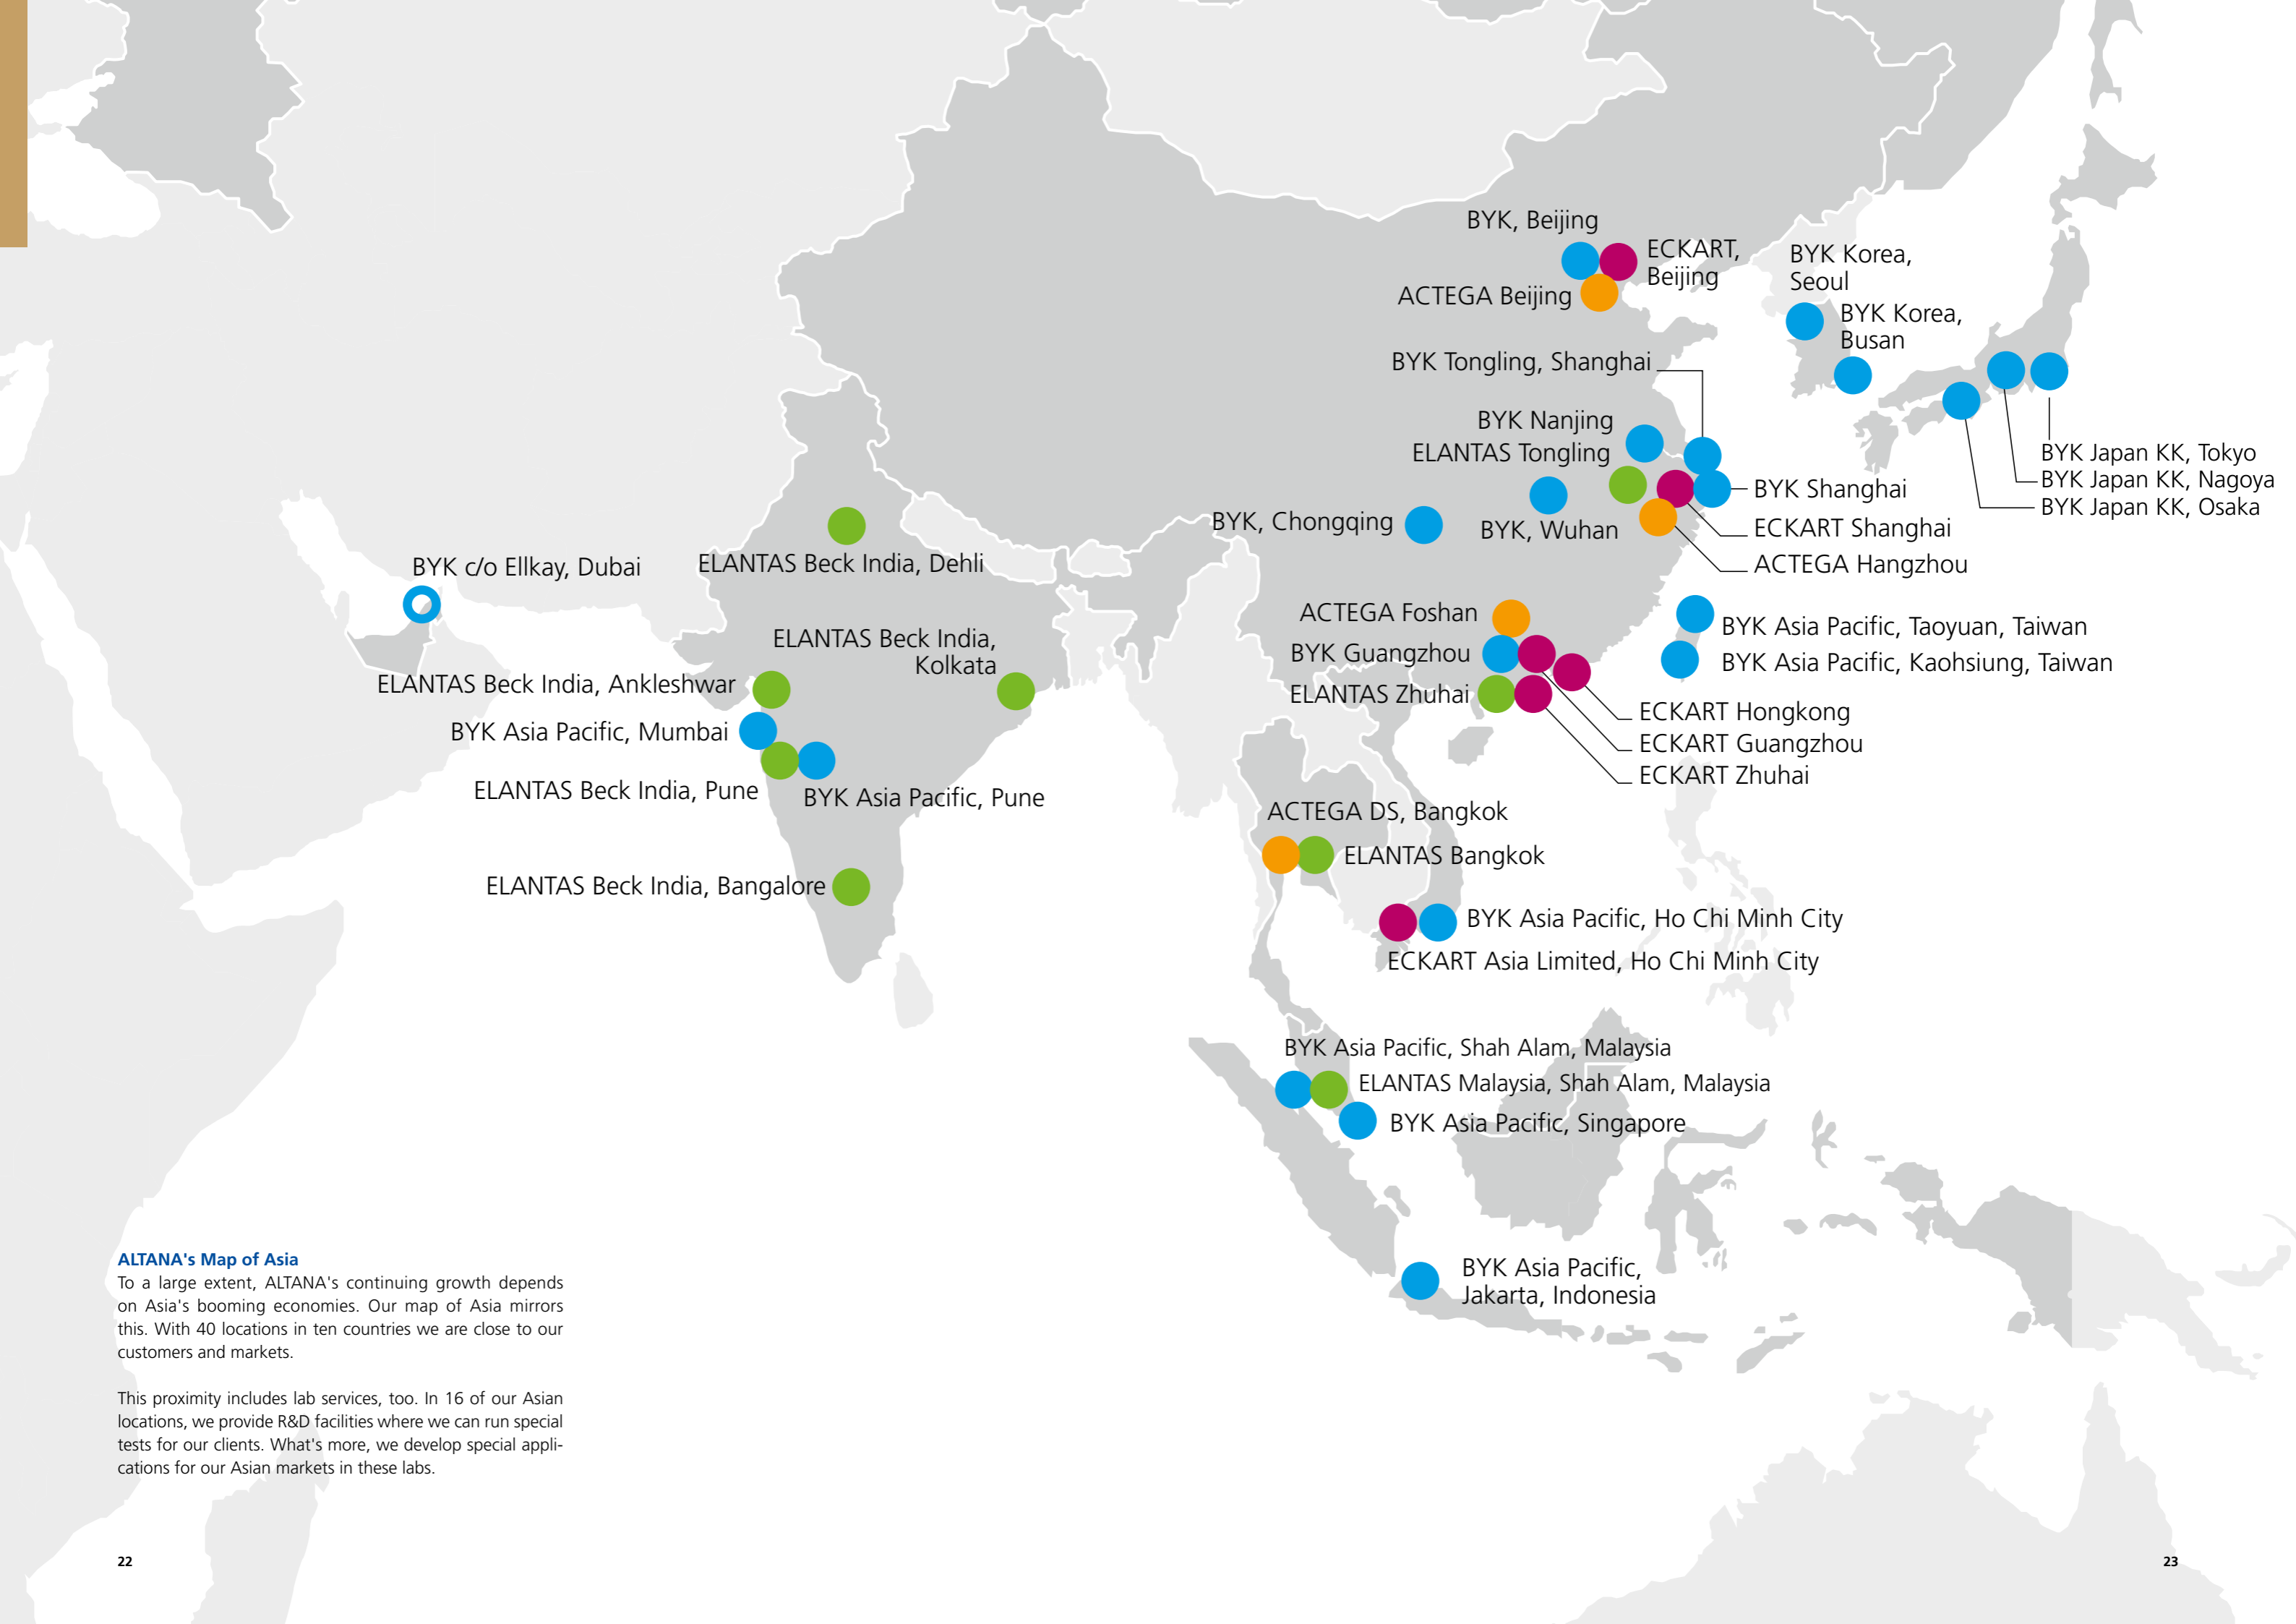 BYK, Beijing
ECKART,
Beijing
ACTEGA Beijing
BYK Korea,
Seoul
BYK Korea,
Busan
BYK Tongling, Shanghai
BYK Nanjing
ELANTAS Tongling
BYK Japan KK, Tokyo
BYK Japan KK, Nagoya
BYK Japan KK, Osaka
BYK Shanghai
ECKART Shanghai
ACTEGA Hangzhou
BYK, Chongqing
BYK, Wuhan
BYK c/o Ellkay, Dubai
ELANTAS Beck India, Dehli
ELANTAS Beck India,
Kolkata
ELANTAS Beck India, Ankleshwar
BYK Asia Pacific, Mumbai
ELANTAS Beck India, Pune
BYK Asia Pacific, Pune
ELANTAS Beck India, Bangalore
ACTEGA Foshan
BYK Guangzhou
ELANTAS Zhuhai
BYK Asia Pacific, Taoyuan, Taiwan
BYK Asia Pacific, Kaohsiung, Taiwan
ECKART Hongkong
ECKART Guangzhou
ECKART Zhuhai
ACTEGA DS, Bangkok
ELANTAS Bangkok
BYK Asia Pacific, Ho Chi Minh City
ECKART Asia Limited, Ho Chi Minh City
BYK Asia Pacific, Shah Alam, Malaysia
ELANTAS Malaysia, Shah Alam, Malaysia
BYK Asia Pacific, Singapore
BYK Asia Pacific,
Jakarta, Indonesia
ALTANA's Map of Asia
To a large extent, ALTANA's continuing growth depends
on Asia's booming economies. Our map of Asia mirrors
this. With 40 locations in ten countries we are close to our
customers and markets.
This proximity includes lab services, too. In 16 of our Asian
locations, we provide R&D facilities where we can run special
tests for our clients. What's more, we develop special appli-
cations for our Asian markets in these labs.
22
23